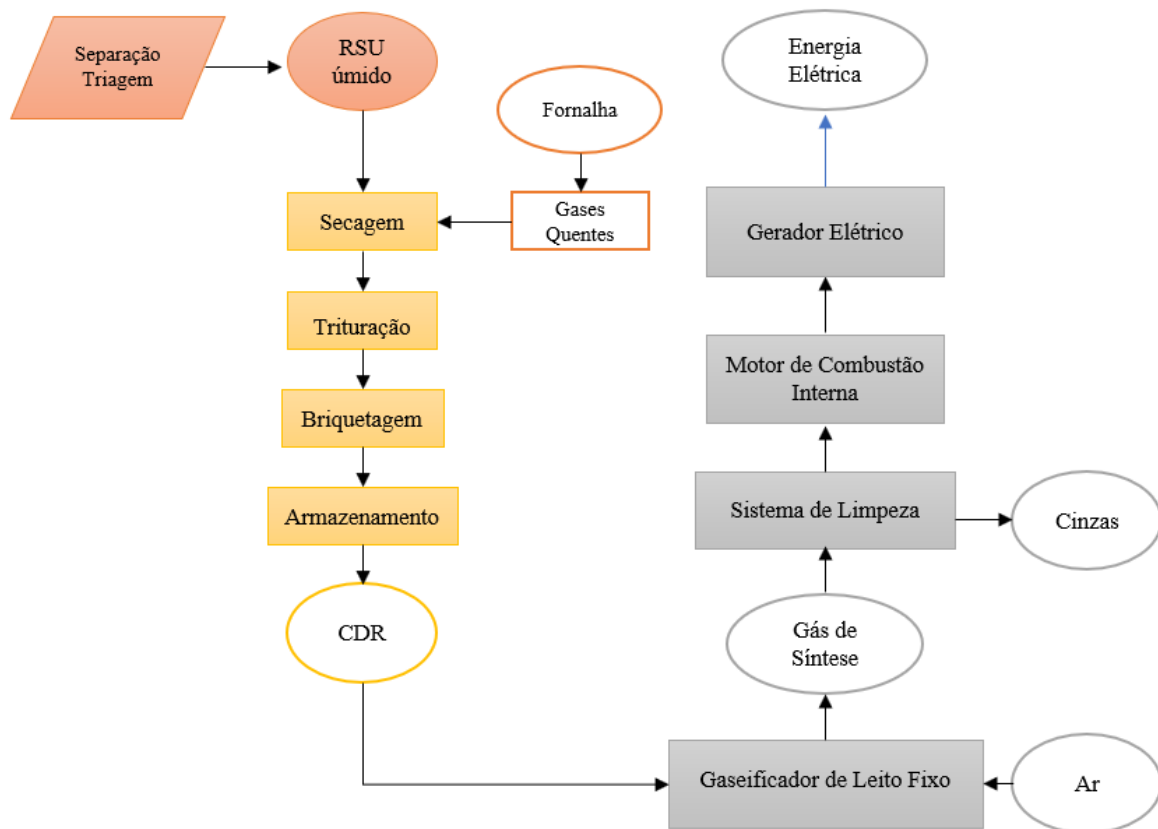 Separação
Triagem
RSU
úmido
Fornalha
Gases
Quentes
Secagem
Trituração
Briquetagem
Armazenamento
CDR
Energia
Elétrica
Gerador Elétrico
Motor de Combustão
Interna
Sistema de Limpeza
Cinzas
Gás de
Síntese
Gaseificador de Leito Fixo
Ar